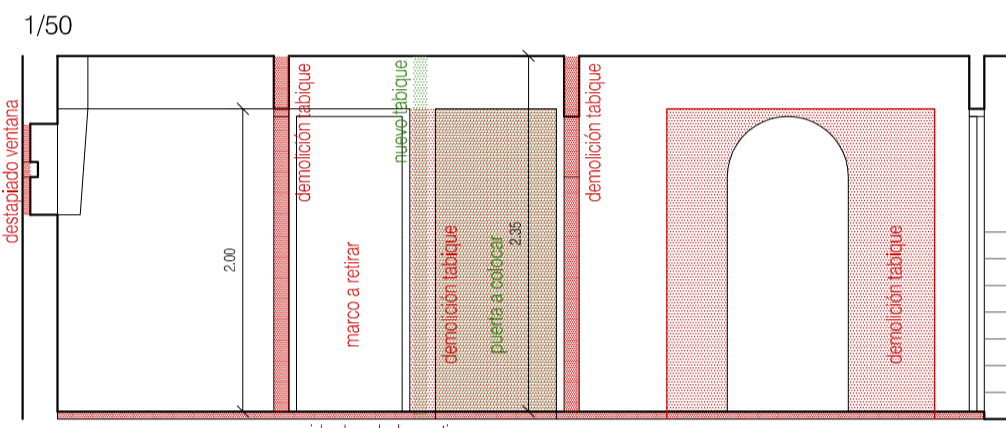 1/50
destapiado ventana
2.00
demolición tabique
marco a retirar
nuevo tabique
demolición tabique
puerta a colocar
2.35
demolición tabique
demolición tabique